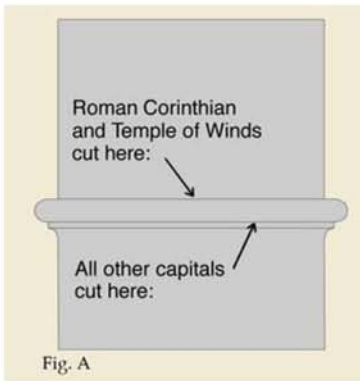 Roman Corinthian
and Temple of Winds
cut here:
All other capitals
cut here:
Fig. A